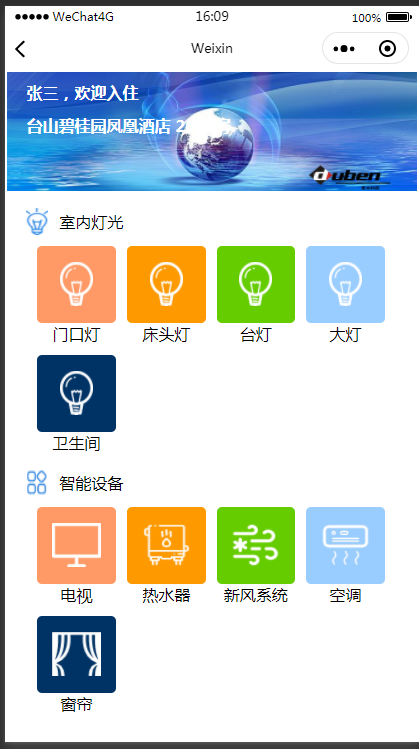 WeChat4G 16:09 100%
Weixin
张三，欢迎入住
台山碧桂园凤凰酒店 2
duben
室内灯光
门口灯 床头灯 台灯 大灯
卫生间
智能设备
电视 热水器 新风系统 空调
窗帘